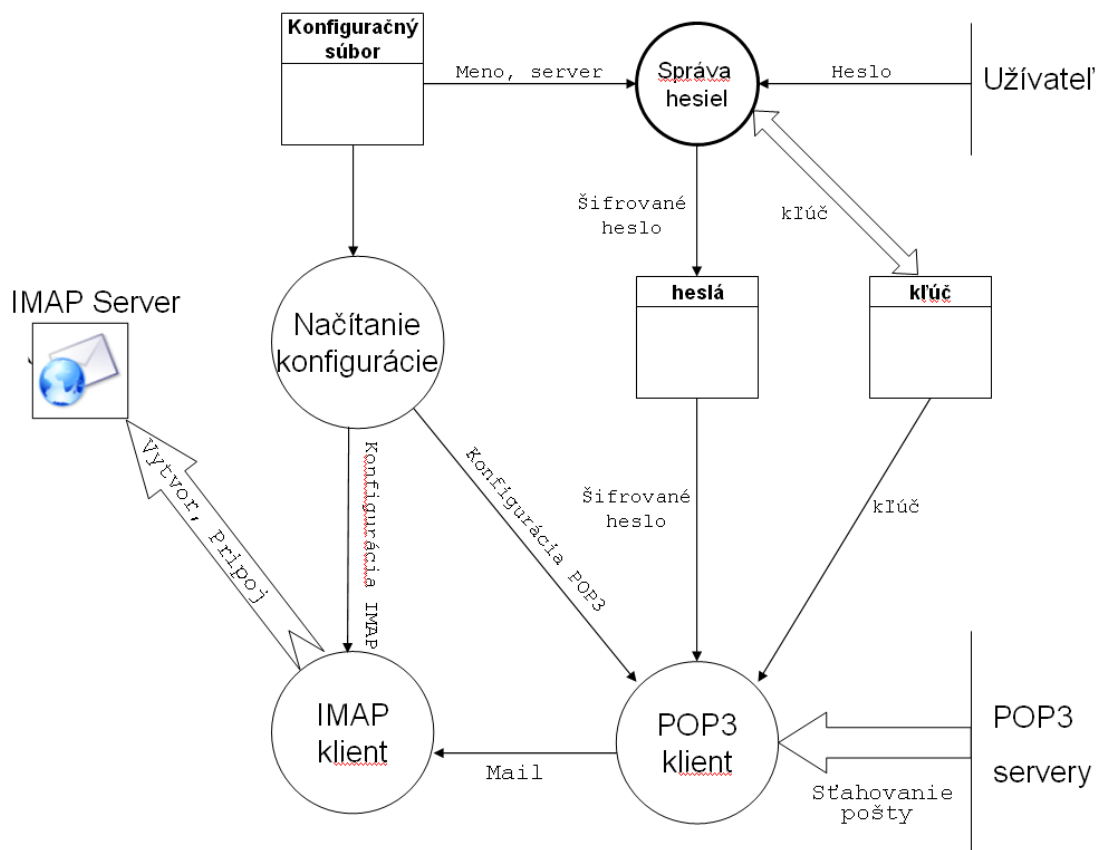 Konfiguračný
súbor
Meno, server
Správa
hesiel
Heslo
Užívateľ
Šifrované
heslo
kľúč
heslá
kľúč
IMAP Server
Načítanie
konfigurácie
Vytvor, Pripoj
Konfigurácia IMAP
Konfigurácia POP3
Šifrované
heslo
kľúč
IMAP
klient
Mail
POP3
klient
Sťahovanie
pošty
POP3
servery